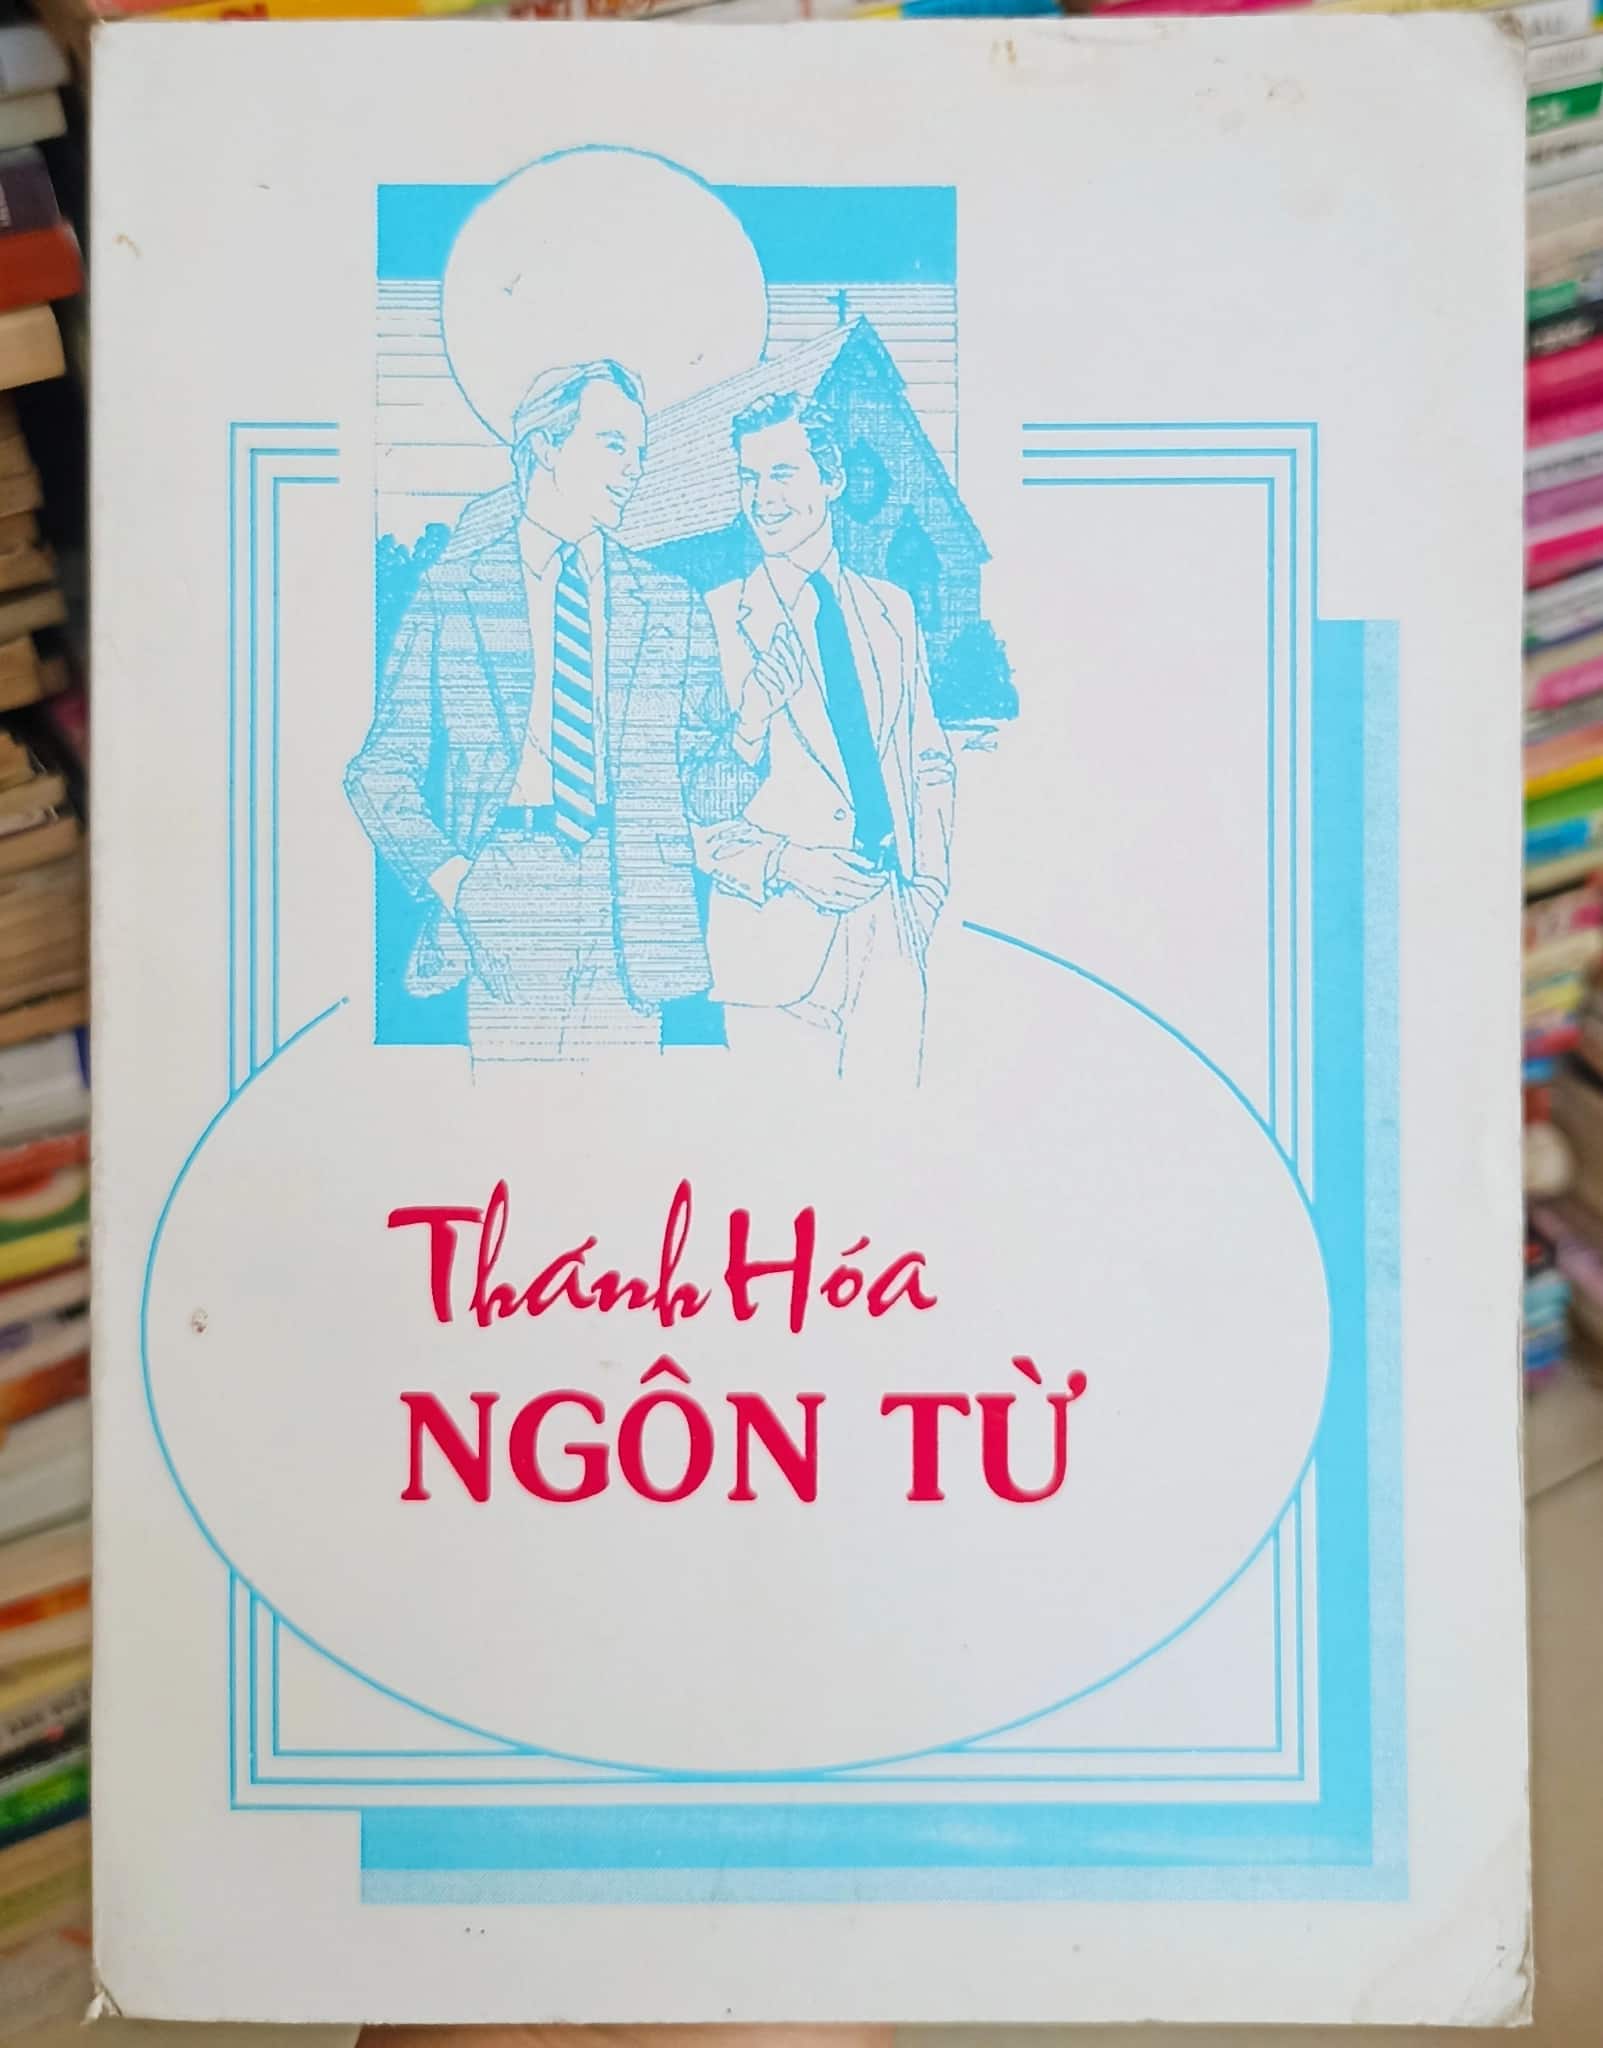 Thánh Hóa
NGÔN TỪ